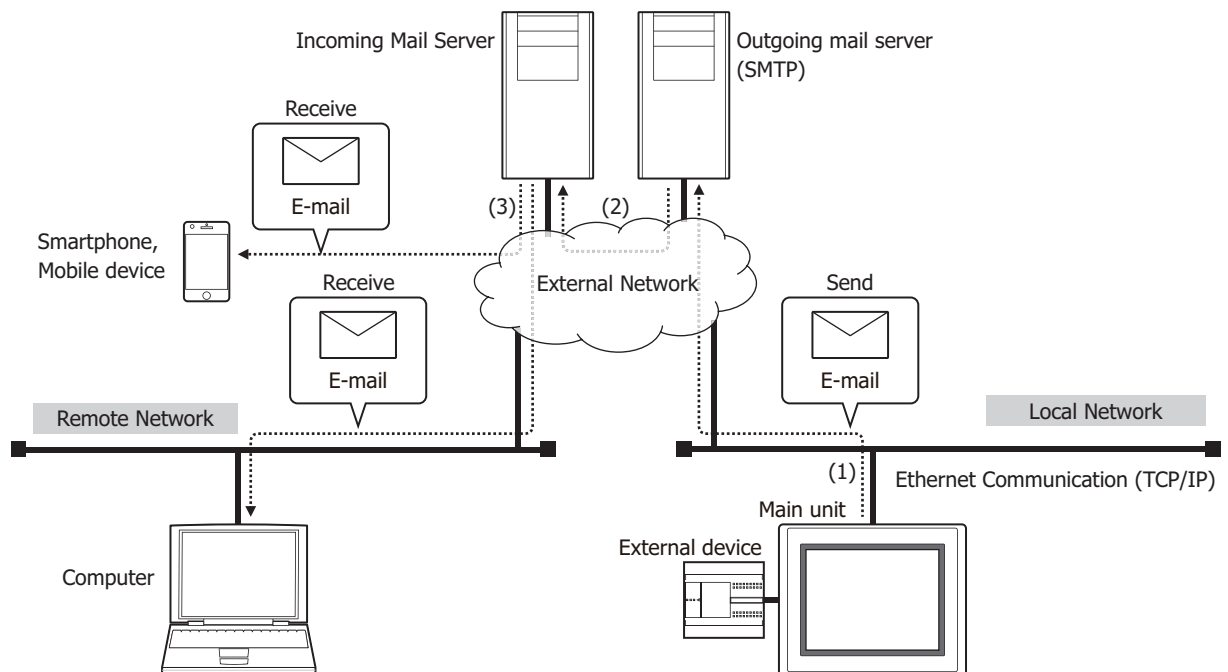 Incoming Mail Server
Outgoing mail server
(SMTP)
Receive
E-mail
(3)
(2)
Smartphone,
Mobile device
External Network
Receive
E-mail
Send
E-mail
Remote Network
Local Network
(1)
Ethernet Communication (TCP/IP)
Main unit
External device
Computer